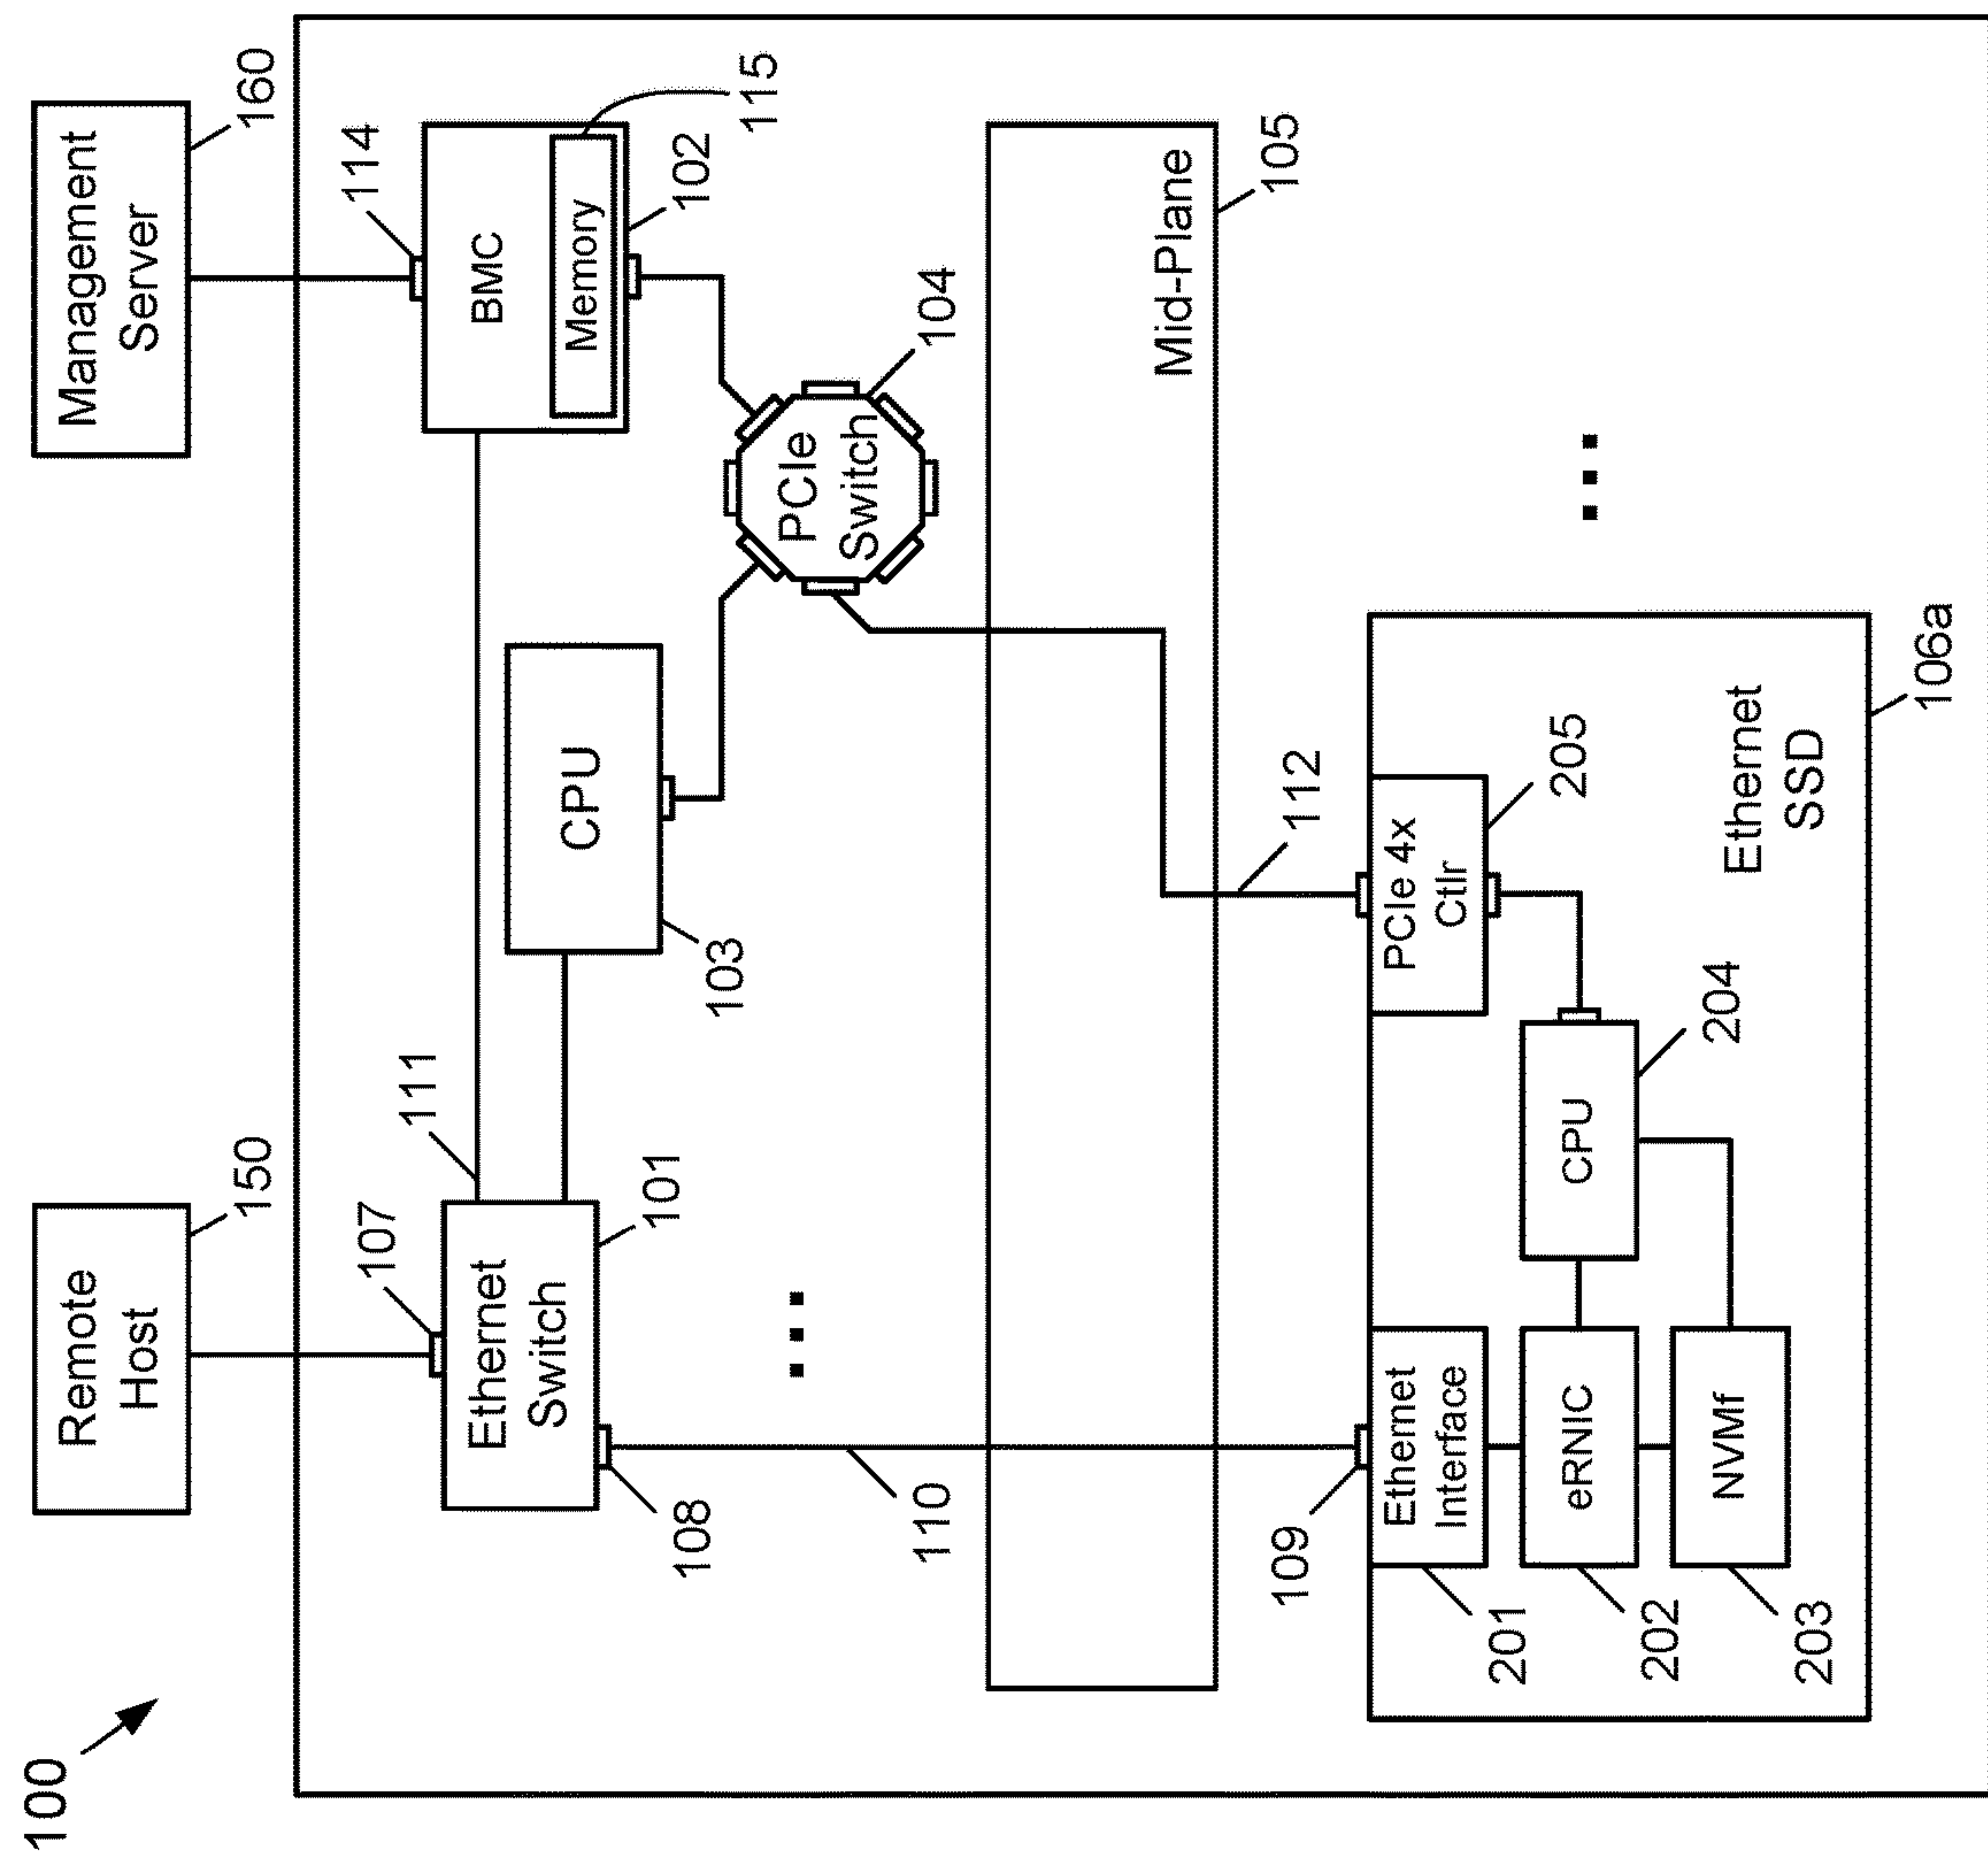 100
Remote
Host
150
Management
Server
160
107
111
114
Ethernet
Switch
101
108
CPU
103
BMC
Memory
102
115
PCIe
Switch
104
110
Mid-Plane
105
112
109
Ethernet
Interface
201
eRNIC
202
NVMf
203
CPU
204
PCIe 4x
Ctlr
205
Ethernet
SSD
106a